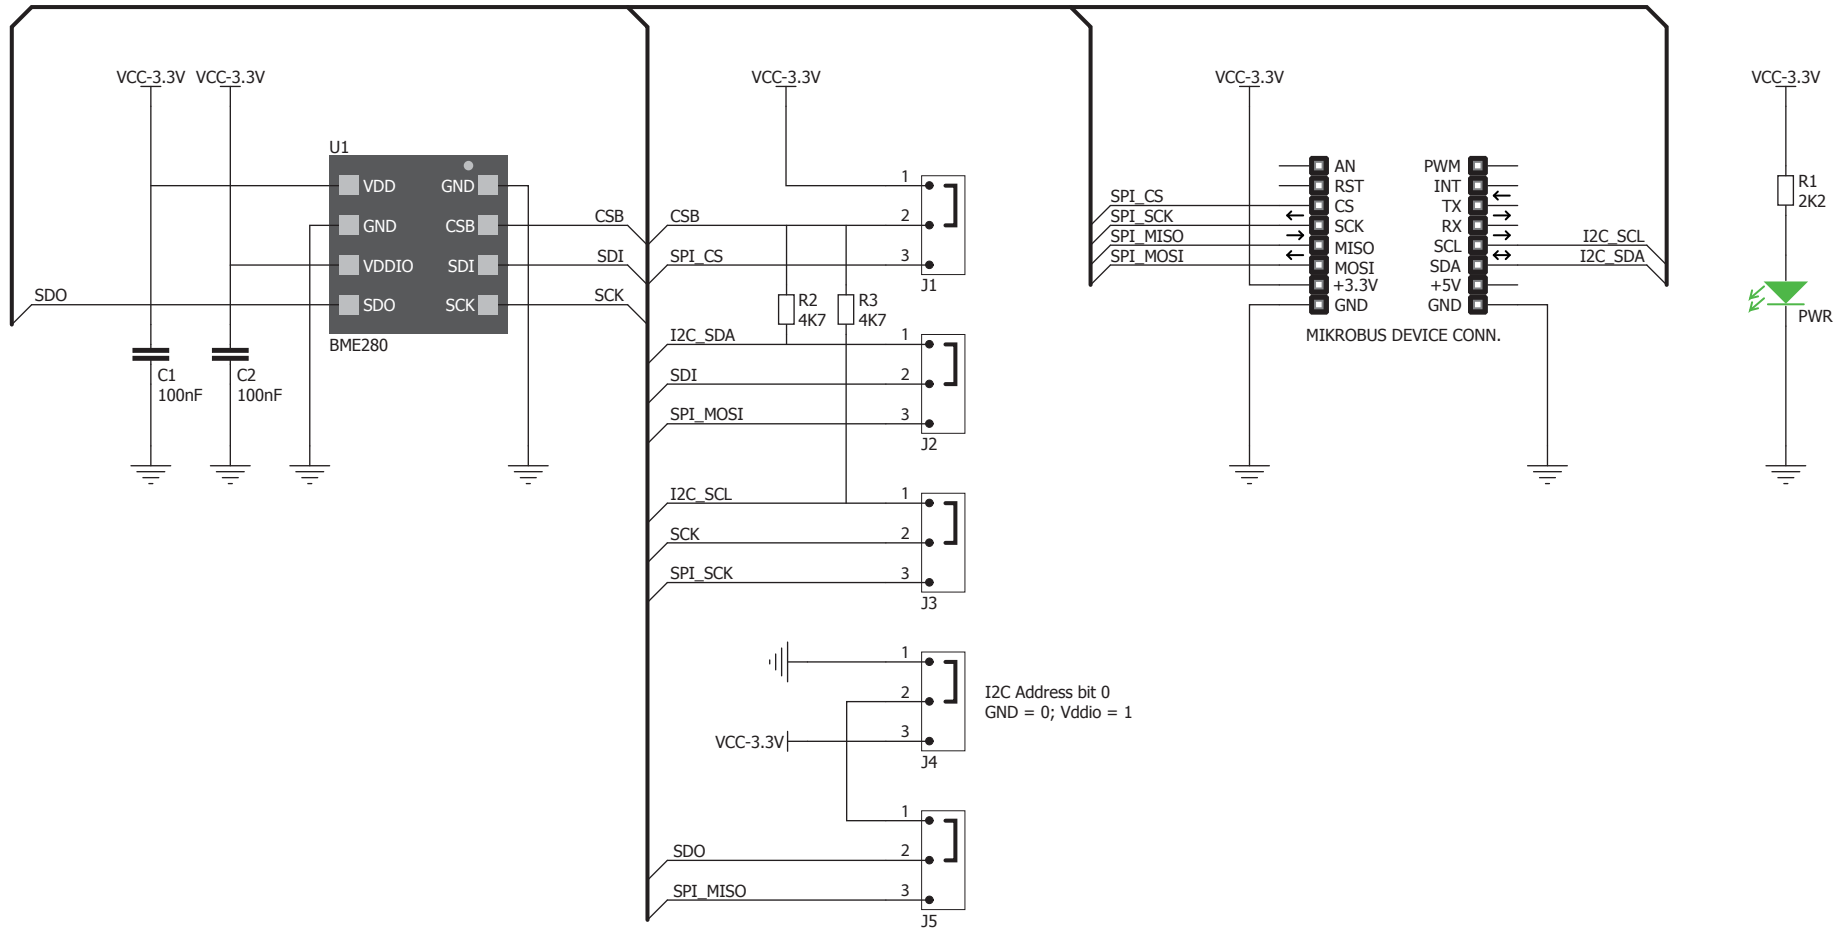 VCC-3.3V VCC-3.3V
U1
VDD GND
GND CSB
VDDIO SDI
SDO SCK
BME280
SDO
CSB
SDI
SCK
C1
100nF
C2
100nF
VCC-3.3V
CSB
SPI_CS
1
2
3
J1
R2
4K7
R3
4K7
I2C_SDA
SDI
SPI_MOSI
1
2
3
J2
I2C_SCL
SCK
SPI_SCK
1
2
3
J3
VCC-3.3V
1
2
3
J4
I2C Address bit 0
GND = 0; Vddio = 1
SDO
SPI_MISO
1
2
3
J5
VCC-3.3V
SPI_CS
SPI_SCK
SPI_MISO
SPI_MOSI
AN PWM
RST INT
CS TX
SCK RX
MISO SCL
MOSI SDA
+3.3V +5V
GND GND
MIKROBUS DEVICE CONN.
I2C_SCL
I2C_SDA
VCC-3.3V
R1
2K2
PWR